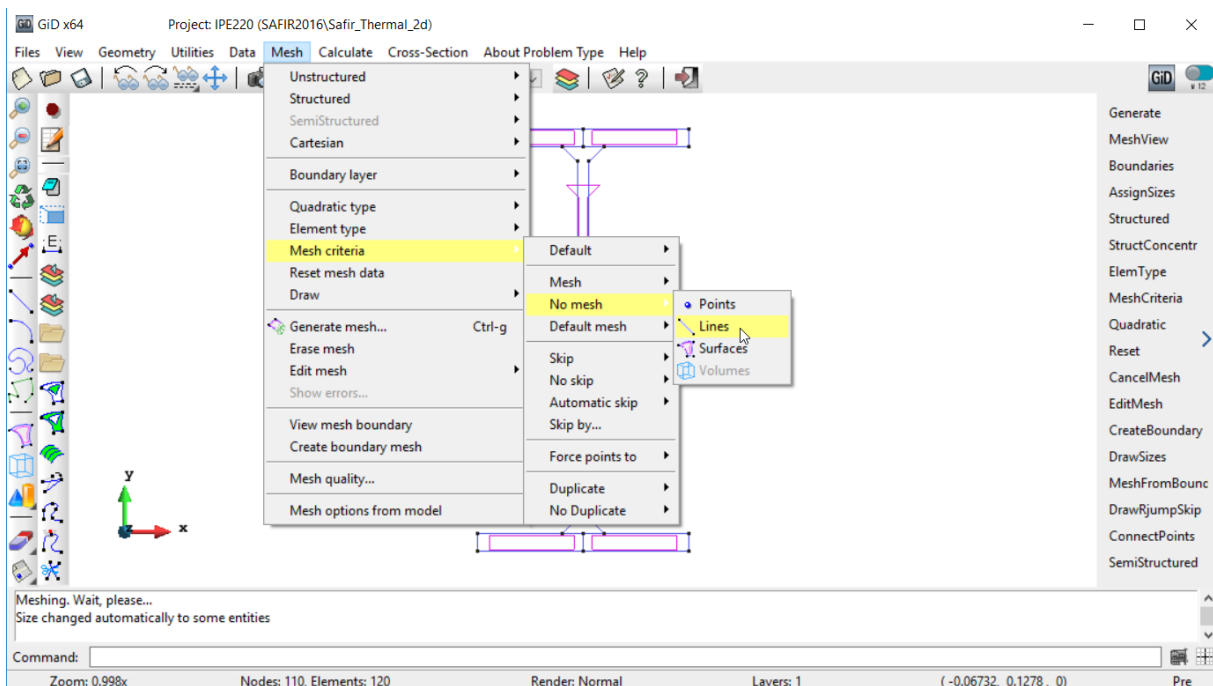 GiD GiD x64 Project: IPE220 (SAFIR2016\Safir_Thermal_2d)
Files View Geometry Utilities Data Mesh Calculate Cross-Section About Problem Type Help
GiD
v 12
Unstructured
Structured
SemiStructured
Cartesian
Boundary layer
Quadratic type
Element type
Mesh criteria
Reset mesh data
Draw
Generate mesh... Ctrl-g
Erase mesh
Edit mesh
Show errors...
View mesh boundary
Create boundary mesh
Mesh quality...
Mesh options from model
Default
Mesh
No mesh
Default mesh
Skip
No skip
Automatic skip
Skip by...
Force points to
Duplicate
No Duplicate
Points
Lines
Surfaces
Volumes
Generate
MeshView
Boundaries
AssignSizes
Structured
StructConcentr
ElemType
MeshCriteria
Quadratic
Reset
CancelMesh
EditMesh
CreateBoundary
DrawSizes
MeshFromBounc
DrawRjumpSkip
ConnectPoints
SemiStructured
:E:
y
x
Meshing. Wait, please...
Size changed automatically to some entities
Command:
Zoom: 0.998x Nodes: 110, Elements: 120 Render: Normal Layers: 1 ( -0.06732, 0.1278 , 0) Pre